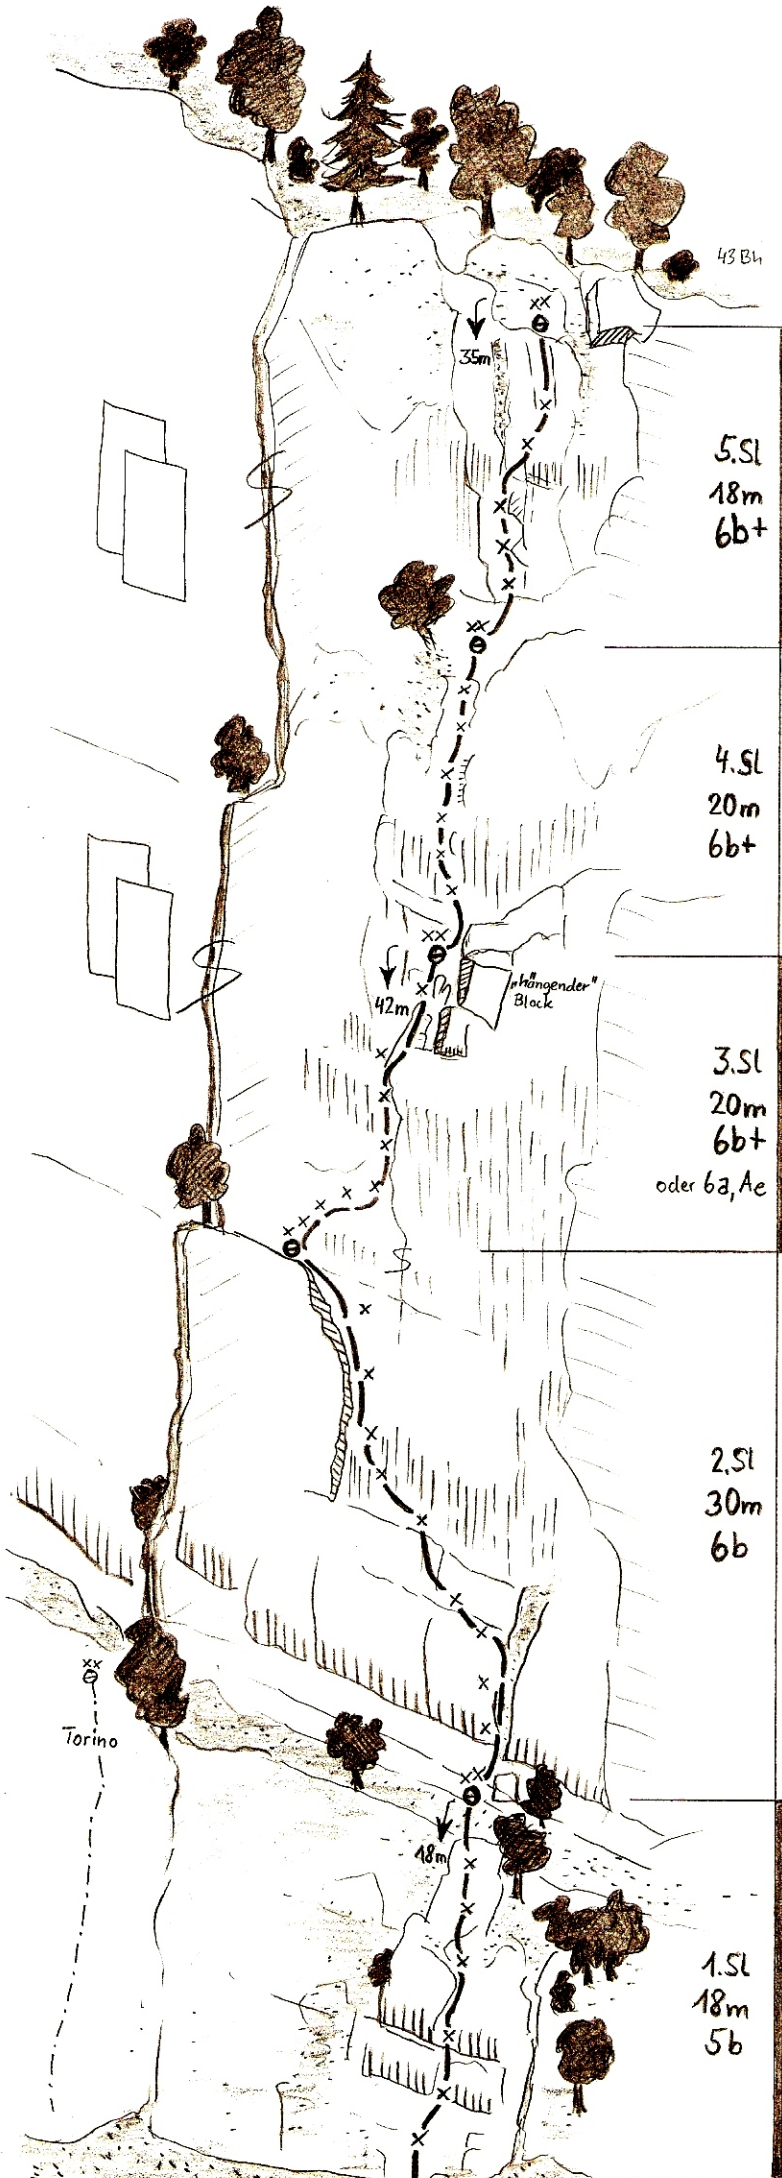 43 Bh
35m
5.Sl
18m
6b+
4.Sl
20m
6b+
42m
"hängender"
Block
3.Sl
20m
6b+
oder 6a, Ae
2.Sl
30m
6b
Torino
18m
1.Sl
18m
5b